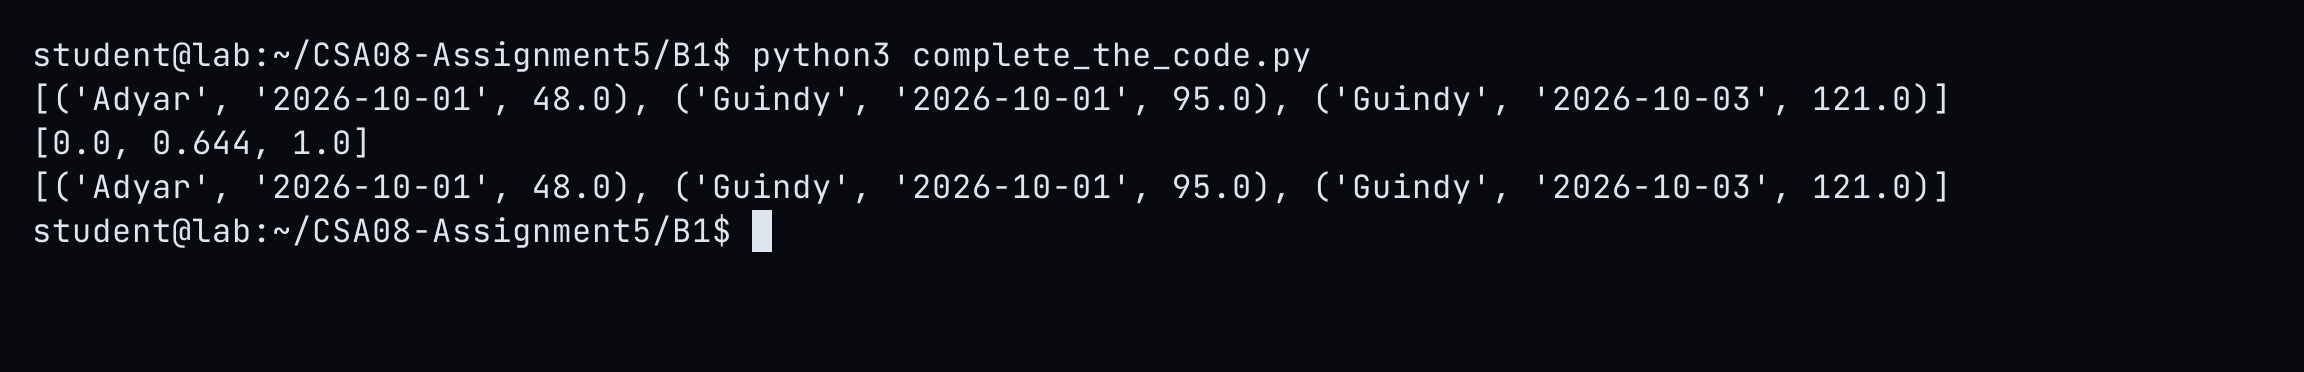 student@lab:~/CSA08-Assignment5/B1$ python3 complete_the_code.py
[('Adyar', '2026-10-01', 48.0), ('Guindy', '2026-10-01', 95.0), ('Guindy', '2026-10-03', 121.0)]
[0.0, 0.644, 1.0]
[('Adyar', '2026-10-01', 48.0), ('Guindy', '2026-10-01', 95.0), ('Guindy', '2026-10-03', 121.0)]
student@lab:~/CSA08-Assignment5/B1$